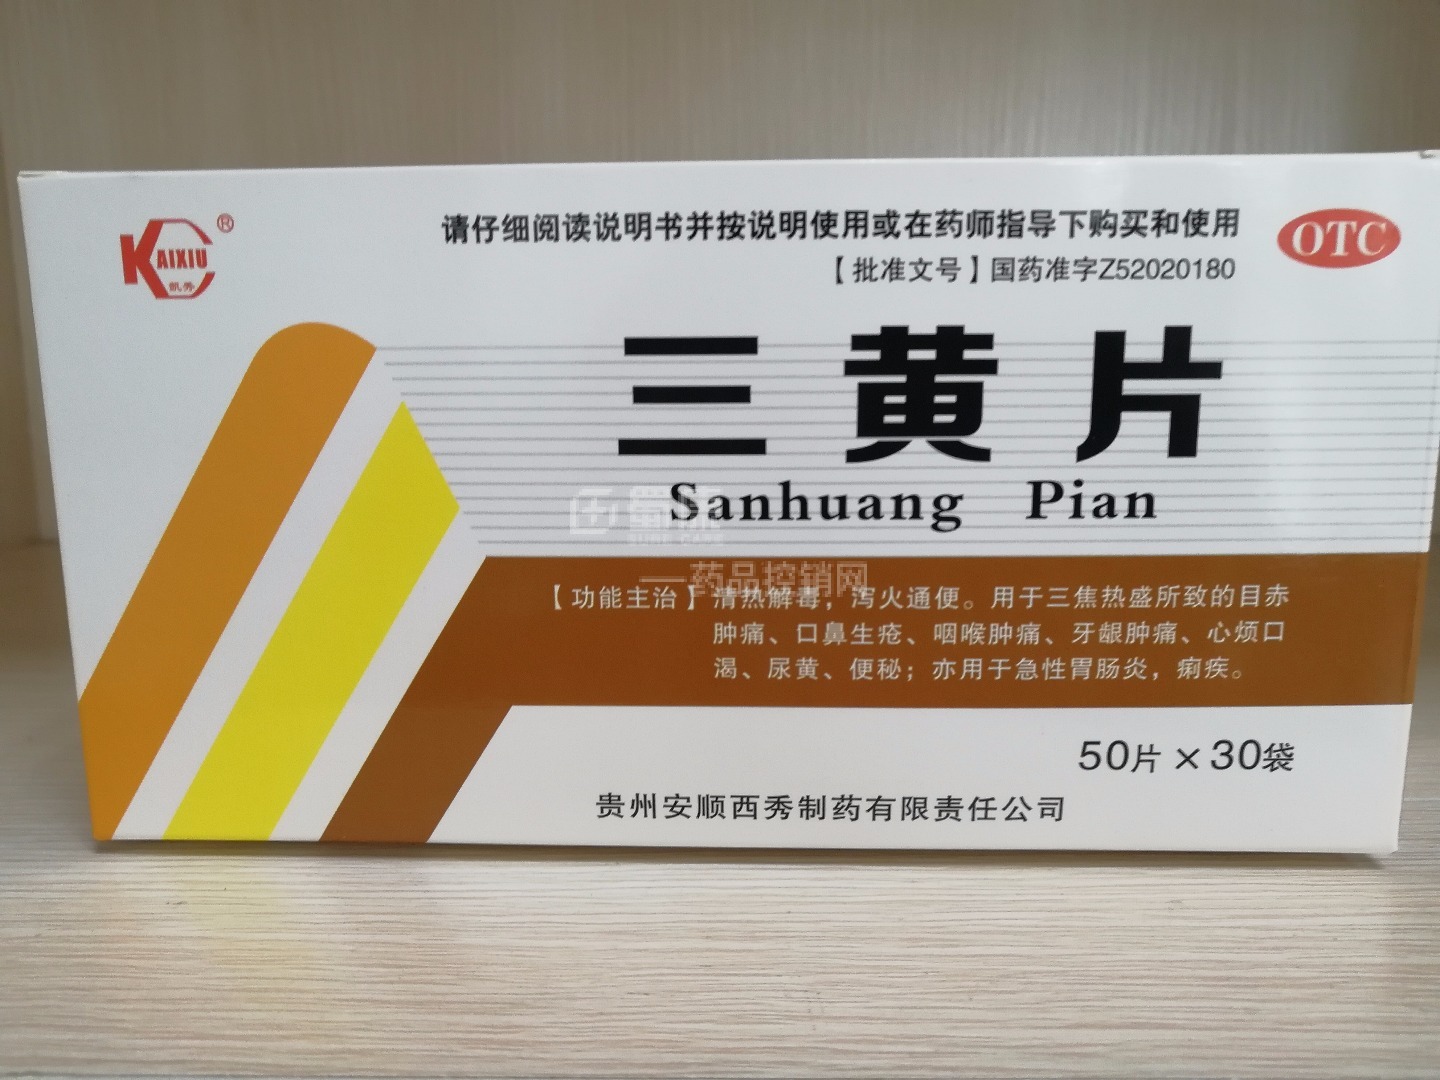 KAIXIU
凯秀
®
请仔细阅读说明书并按说明使用或在药师指导下购买和使用
OTC
【批准文号】国药准字Z52020180
三黄片
Sanhuang Pian
蜀康
一药品控销网
【功能主治】清热解毒，泻火通便。用于三焦热盛所致的目赤
肿痛、口鼻生疮、咽喉肿痛、牙龈肿痛、心烦口
渴、尿黄、便秘；亦用于急性胃肠炎，痢疾。
50片×30袋
贵州安顺西秀制药有限责任公司